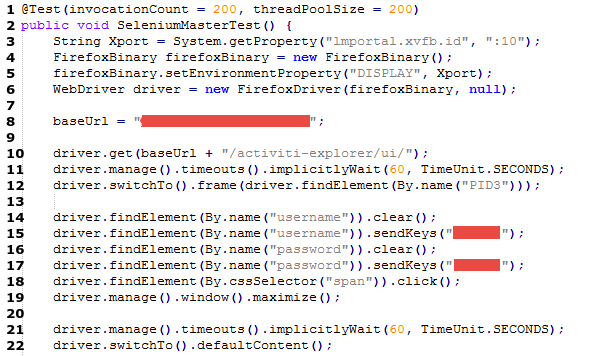 1 @Test(invocationCount = 200, threadPoolSize = 200)
2 public void SeleniumMasterTest() {
3     String Xport = System.getProperty("lmportal.xvfb.id", ":10");
4     FirefoxBinary firefoxBinary = new FirefoxBinary();
5     firefoxBinary.setEnvironmentProperty("DISPLAY", Xport);
6     WebDriver driver = new FirefoxDriver(firefoxBinary, null);
7
8     baseUrl = "";
9
10     driver.get(baseUrl + "/activiti-explorer/ui/");
11     driver.manage().timeouts().implicitlyWait(60, TimeUnit.SECONDS);
12     driver.switchTo().frame(driver.findElement(By.name("PID3")));
13
14     driver.findElement(By.name("username")).clear();
15     driver.findElement(By.name("username")).sendKeys("");
16     driver.findElement(By.name("password")).clear();
17     driver.findElement(By.name("password")).sendKeys("");
18     driver.findElement(By.cssSelector("span")).click();
19     driver.manage().window().maximize();
20
21     driver.manage().timeouts().implicitlyWait(60, TimeUnit.SECONDS);
22     driver.switchTo().defaultContent();